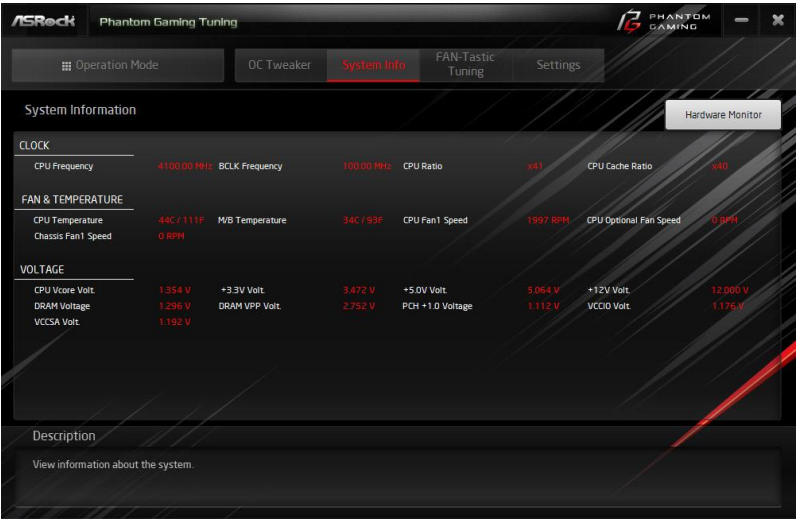 ASRock Phantom Gaming Tuning PHANTOM GAMING
Operation Mode OC Tweaker System Info FAN-Tastic Tuning Settings
System Information Hardware Monitor
CLOCK
CPU Frequency 4100.00 MHz BCLK Frequency 100.00 MHz CPU Ratio x41 CPU Cache Ratio x40
FAN & TEMPERATURE
CPU Temperature 44C / 111F M/B Temperature 34C / 93F CPU Fan1 Speed 1997 RPM CPU Optional Fan Speed 0 RPM
Chassis Fan1 Speed 0 RPM
VOLTAGE
CPU Vcore Volt. 1.354 V +3.3V Volt. 3.472 V +5.0V Volt. 5.064 V +12V Volt. 12.000 V
DRAM Voltage 1.296 V DRAM VPP Volt. 2.752 V PCH +1.0 Voltage 1.112 V VCCIO Volt. 1.176 V
VCCSA Volt. 1.192 V
Description
View information about the system.